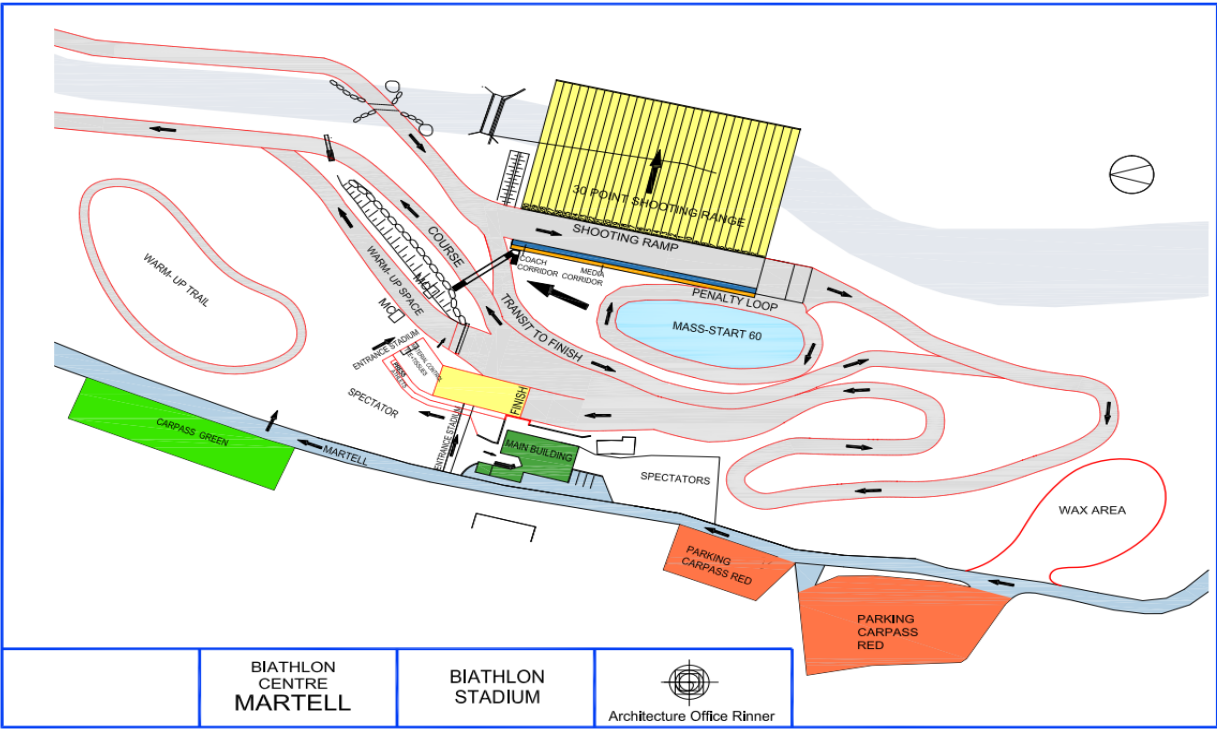 30 POINT SHOOTING RANGE
SHOOTING RAMP
COACH
CORRIDOR
MEDIA
CORRIDOR
PENALTY LOOP
MASS-START 60
COURSE
WARM-UP SPACE
WARM- UP TRAIL
MC
MC
TRANSIT TO FINISH
ENTRANCE STADIUM
SPECTATOR
FINISH
ENTRANCE STADIUM
MAIN BUILDING
CARPASS GREEN
MARTELL
SPECTATORS
WAX AREA
PARKING
CARPASS RED
PARKING
CARPASS
RED
BIATHLON
CENTRE
MARTELL
BIATHLON
STADIUM
Architecture Office Rinner